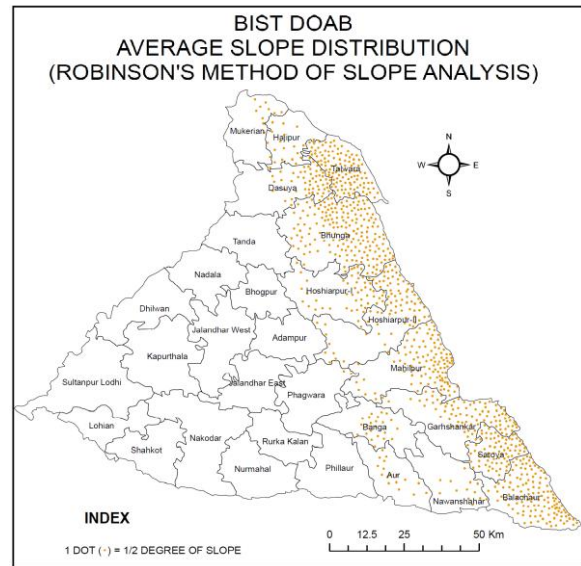 BIST DOAB
AVERAGE SLOPE DISTRIBUTION
(ROBINSON'S METHOD OF SLOPE ANALYSIS)
Mukerian
Hajipur
Talwara
N
W E
S
Dasuya
Bhunga
Tanda
Nadala
Bhogpur
Hoshiarpur-I
Dhilwan
Jalandhar West
Hoshiarpur-II
Adampur
Kapurthala
Mahilpur
Sultanpur Lodhi
Jalandhar East
Phagwara
Lohian
Banga
Garhshankar
Nakodar
Rurka Kalan
Shahkot
Saroya
Nurmahal
Phillaur
Aur
Balachaur
Nawanshahar
INDEX
1 DOT (·) = 1/2 DEGREE OF SLOPE
0 12.5 25 50 Km